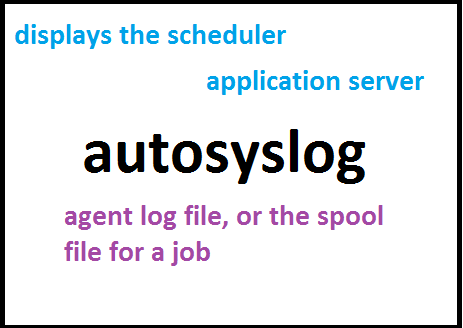 displays the scheduler
application server
autosyslog
agent log file, or the spool
file for a job